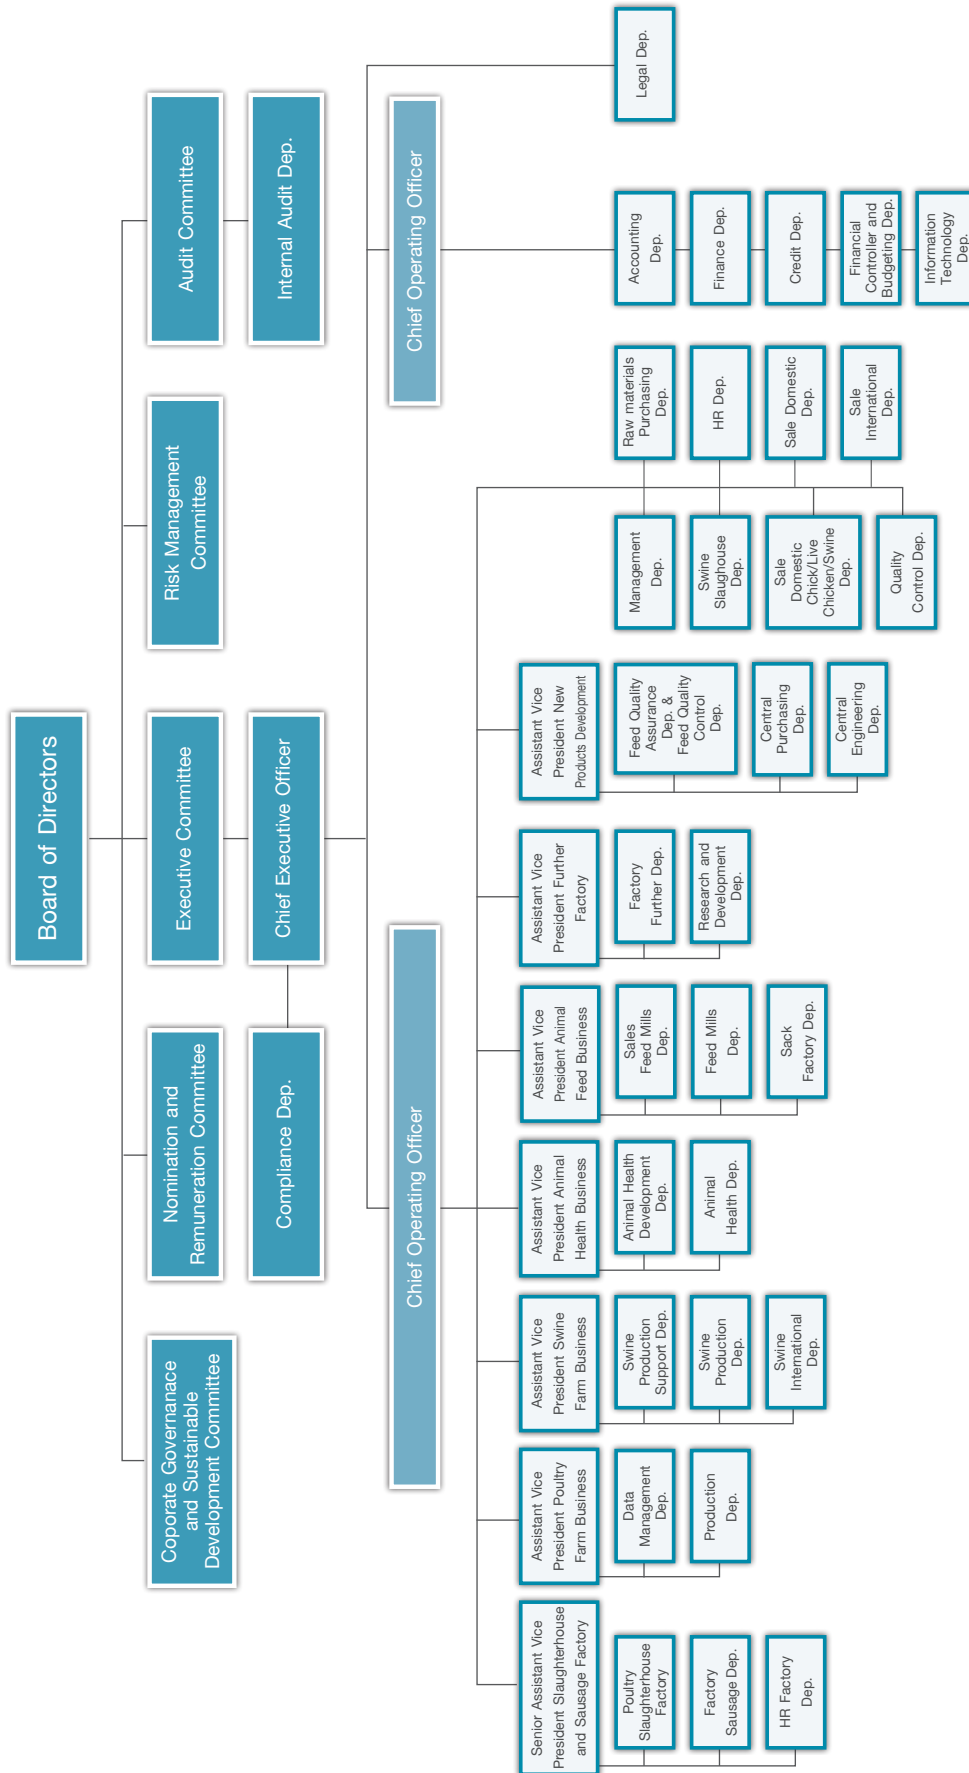 Board of Directors
Coporate Governanace
and Sustainable
Development Committee
Nomination and
Remuneration Committee
Executive Committee
Risk Management
Committee
Audit Committee
Compliance Dep.
Chief Executive Officer
Internal Audit Dep.
Chief Operating Officer
Chief Operating Officer
Senior Assistant Vice
President Slaughterhouse
and Sausage Factory
Poultry
Slaughterhouse
Factory
Factory
Sausage Dep.
HR Factory
Dep.
Assistant Vice
President Poultry
Farm Business
Data
Management
Dep.
Production
Dep.
Assistant Vice
President Swine
Farm Business
Swine
Production
Support Dep.
Swine
Production
Dep.
Swine
International
Dep.
Assistant Vice
President Animal
Health Business
Animal Health
Development
Dep.
Animal
Health Dep.
Assistant Vice
President Animal
Feed Business
Sales
Feed Mills
Dep.
Feed Mills
Dep.
Sack
Factory Dep.
Assistant Vice
President Further
Factory
Factory
Further Dep.
Research and
Development
Dep.
Assistant Vice
President New
Products Development
Feed Quality
Assurance
Dep. &
Feed Quality
Control
Dep.
Central
Purchasing
Dep.
Central
Engineering
Dep.
Management
Dep.
Swine
Slaughouse
Dep.
Sale
Domestic
Chick/Live
Chicken/Swine
Dep.
Quality
Control Dep.
Raw materials
Purchasing
Dep.
HR Dep.
Sale Domestic
Dep.
Sale
International
Dep.
Accounting
Dep.
Finance Dep.
Credit Dep.
Financial
Controller and
Budgeting Dep.
Information
Technology
Dep.
Legal Dep.